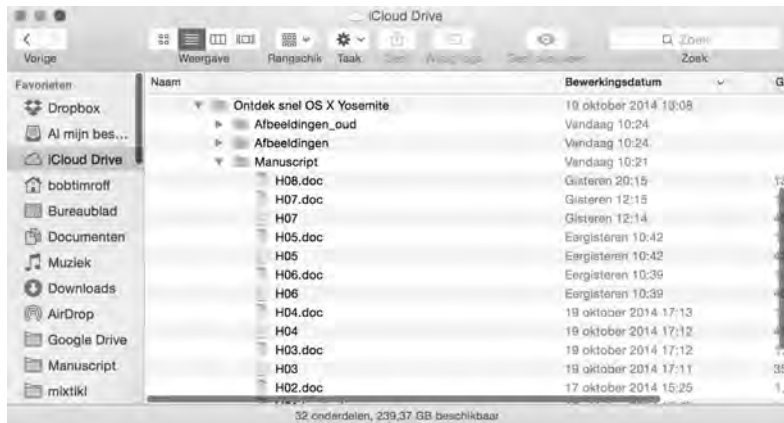 iCloud Drive
Vorige
Weergave
Rangschik
Taak
Zoek
Zoek
Favorieten
Dropbox
Al mijn bes...
iCloud Drive
bobtimroff
Bureaublad
Documenten
Muziek
Downloads
AirDrop
Google Drive
Manuscript
mixtikl
Naam Bewerkingsdatum G
Ontdek snel OS X Yosemite 19 oktober 2014 13:08
Afbeeldingen_oud Vandaag 10:24
Afbeeldingen Vandaag 10:24
Manuscript Vandaag 10:21
H08.doc Gisteren 20:15
H07.doc Gisteren 12:15
H07 Gisteren 12:14
H05.doc Eergisteren 10:42
H05 Eergisteren 10:42
H06.doc Eergisteren 10:39
H06 Eergisteren 10:39
H04.doc 19 oktober 2014 17:13
H04 19 oktober 2014 17:12
H03.doc 19 oktober 2014 17:12
H03 19 oktober 2014 17:11
H02.doc 17 oktober 2014 15:25
32 onderdelen, 239,37 GB beschikbaar